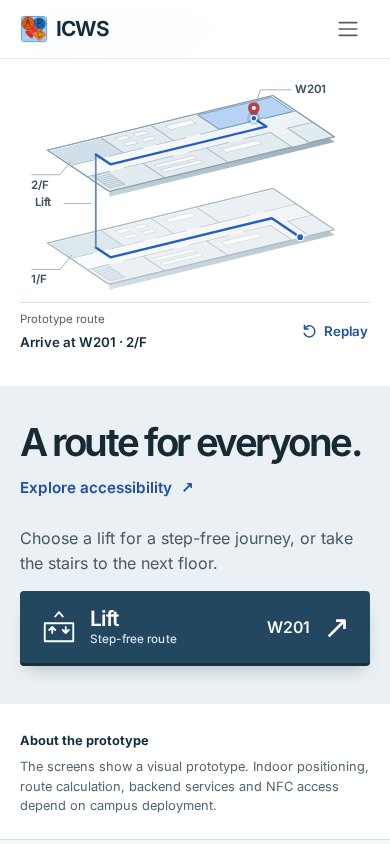 ICWS
W201
2/F
Lift
1/F
Prototype route
Arrive at W201 · 2/F
Replay
A route for everyone.
Explore accessibility ↗
Choose a lift for a step-free journey, or take
the stairs to the next floor.
Lift
Step-free route
W201 ↗
About the prototype
The screens show a visual prototype. Indoor positioning,
route calculation, backend services and NFC access
depend on campus deployment.